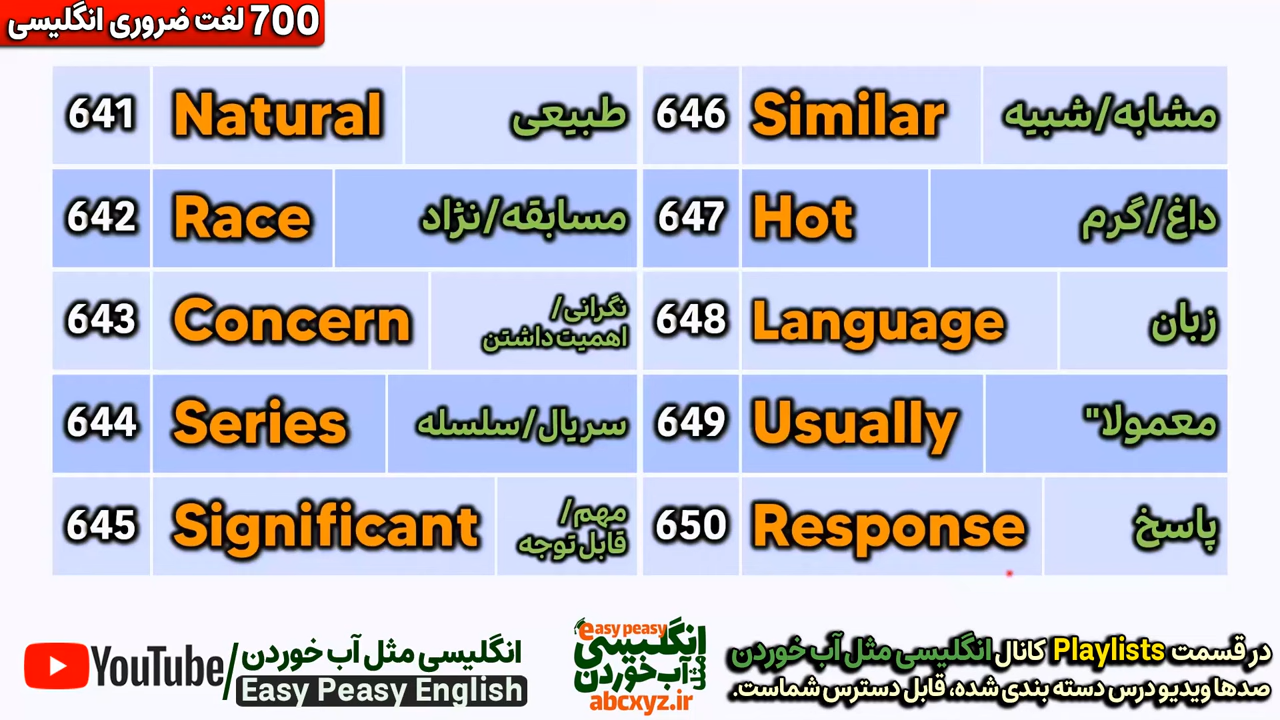 700 لغت ضروری انگلیسی
641 Natural طبیعی
642 Race مسابقه/نژاد
643 Concern نگرانی/
اهمیت داشتن
644 Series سریال/سلسله
645 Significant مهم/
قابل توجه
646 Similar مشابه/شبیه
647 Hot داغ/گرم
648 Language زبان
649 Usually معمولا"
650 Response پاسخ
YouTube/انگلیسی مثل آب خوردن
Easy Peasy English
easy peasy
انگلیسی
مثل
آب خوردن
abcxyz.ir
در قسمت Playlists کانال انگلیسی مثل آب خوردن
صدها ویدیو درس دسته بندی شده، قابل دسترس شماست.